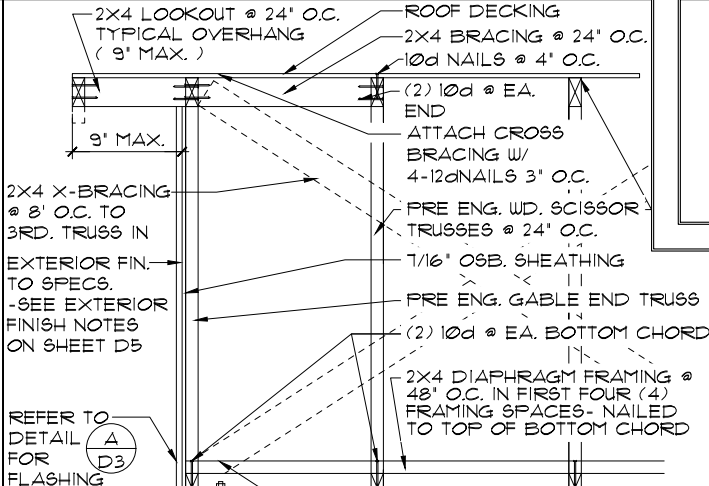 2X4 LOOKOUT @ 24" O.C.
TYPICAL OVERHANG
( 9" MAX. )
ROOF DECKING
2X4 BRACING @ 24" O.C.
10d NAILS @ 4" O.C.
(2) 10d @ EA.
END
ATTACH CROSS
BRACING W/
4-12dNAILS 3" O.C.
9" MAX.
2X4 X-BRACING
@ 8' O.C. TO
3RD. TRUSS IN
PRE ENG. WD. SCISSOR
TRUSSES @ 24" O.C.
EXTERIOR FIN.
TO SPECS.
-SEE EXTERIOR
FINISH NOTES
ON SHEET D5
7/16" OSB. SHEATHING
PRE ENG. GABLE END TRUSS
(2) 10d @ EA. BOTTOM CHORD
2X4 DIAPHRAGM FRAMING @
48" O.C. IN FIRST FOUR (4)
FRAMING SPACES- NAILED
TO TOP OF BOTTOM CHORD
REFER TO
DETAIL
FOR
FLASHING
A
D3